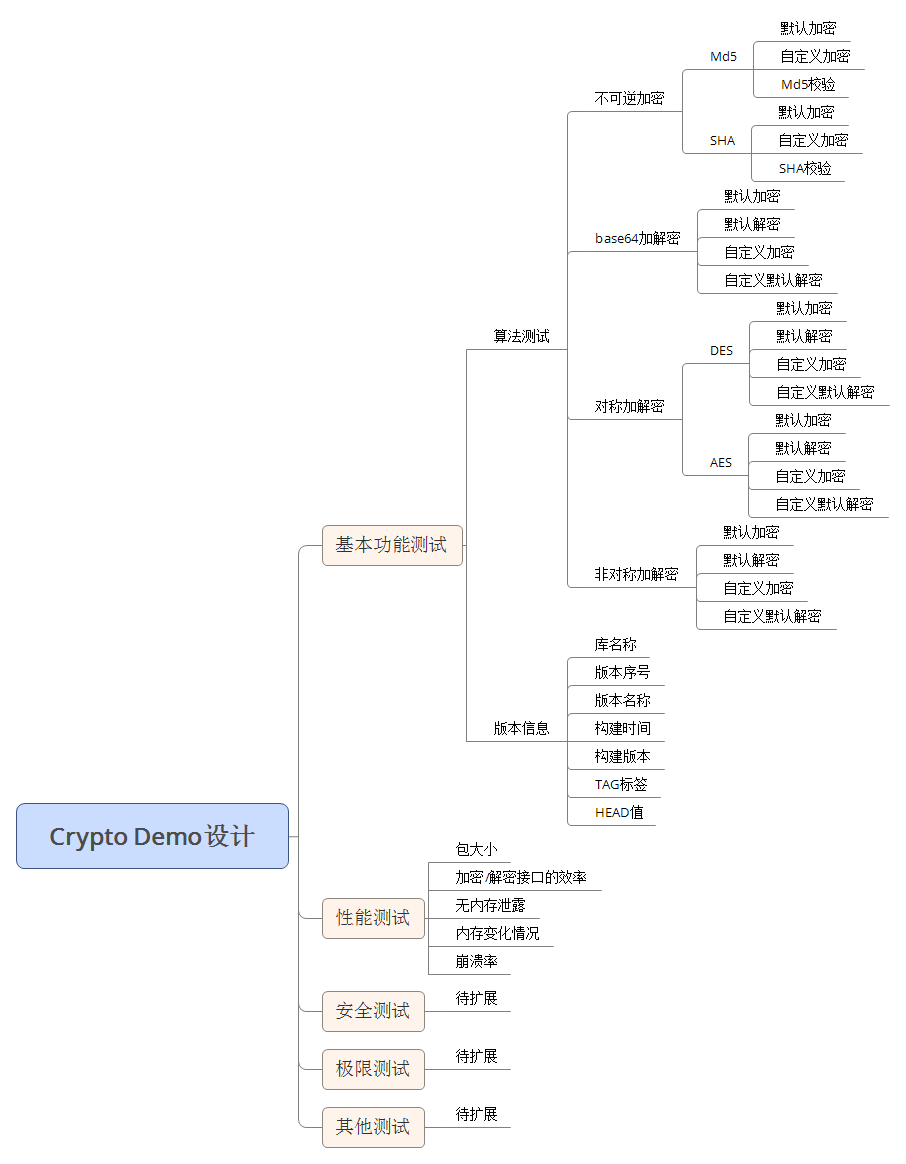 Crypto Demo设计
基本功能测试
算法测试
不可逆加密
Md5
默认加密
自定义加密
Md5校验
SHA
默认加密
自定义加密
SHA校验
base64加解密
默认加密
默认解密
自定义加密
自定义默认解密
对称加解密
DES
默认加密
默认解密
自定义加密
自定义默认解密
AES
默认加密
默认解密
自定义加密
自定义默认解密
非对称加解密
默认加密
默认解密
自定义加密
自定义默认解密
版本信息
库名称
版本序号
版本名称
构建时间
构建版本
TAG标签
HEAD值
性能测试
包大小
加密/解密接口的效率
无内存泄露
内存变化情况
崩溃率
安全测试
待扩展
极限测试
待扩展
其他测试
待扩展